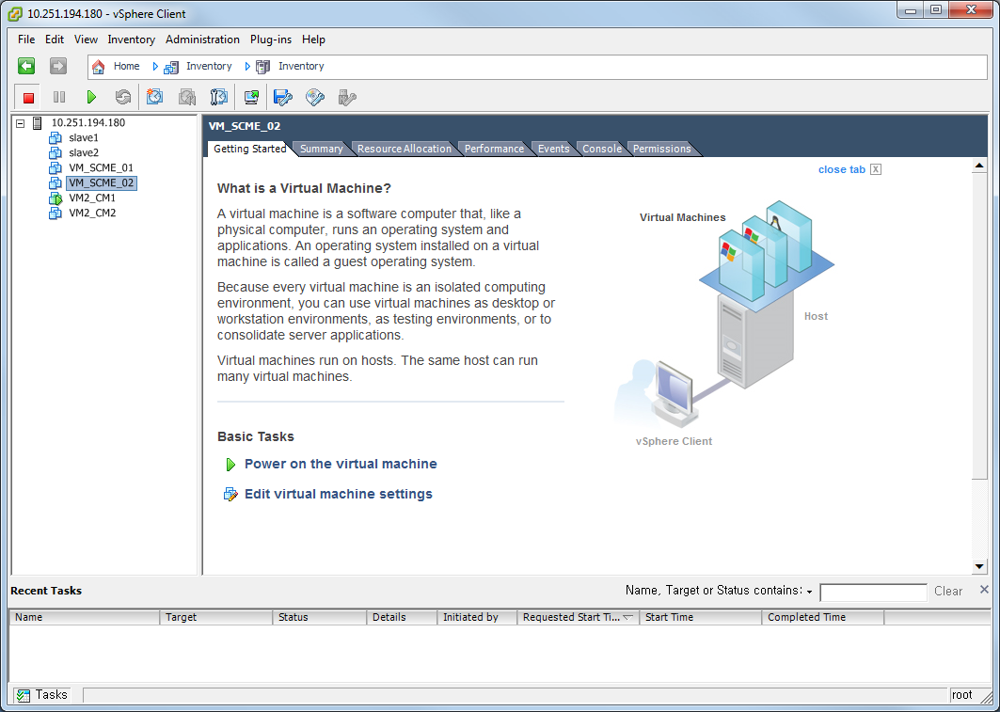 10.251.194.180 - vSphere Client
File Edit View Inventory Administration Plug-ins Help
Home Inventory Inventory
10.251.194.180
slave1
slave2
VM_SCME_01
VM_SCME_02
VM2_CM1
VM2_CM2
VM_SCME_02
Getting Started Summary Resource Allocation Performance Events Console Permissions
close tab X
What is a Virtual Machine?
A virtual machine is a software computer that, like a
physical computer, runs an operating system and
applications. An operating system installed on a virtual
machine is called a guest operating system.
Because every virtual machine is an isolated computing
environment, you can use virtual machines as desktop or
workstation environments, as testing environments, or to
consolidate server applications.
Virtual machines run on hosts. The same host can run
many virtual machines.
Basic Tasks
Power on the virtual machine
Edit virtual machine settings
Virtual Machines
Host
vSphere Client
Recent Tasks
Name, Target or Status contains: Clear
Name Target Status Details Initiated by Requested Start Ti... Start Time Completed Time
Tasks
root